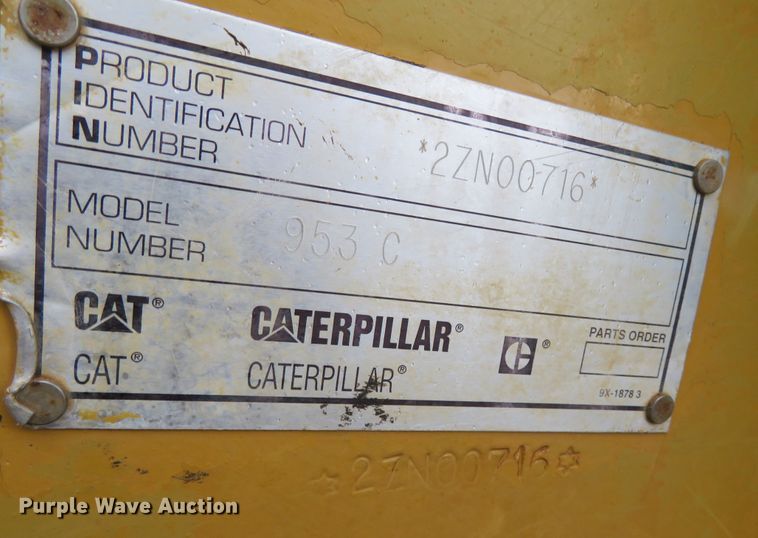 PRODUCT
IDENTIFICATION
NUMBER
*2ZN00716*
MODEL
NUMBER
953 C
CAT®
CATERPILLAR®
C®
PARTS ORDER
CAT®
CATERPILLAR®
9X-1878 3
☆2ZN00716☆
Purple Wave Auction